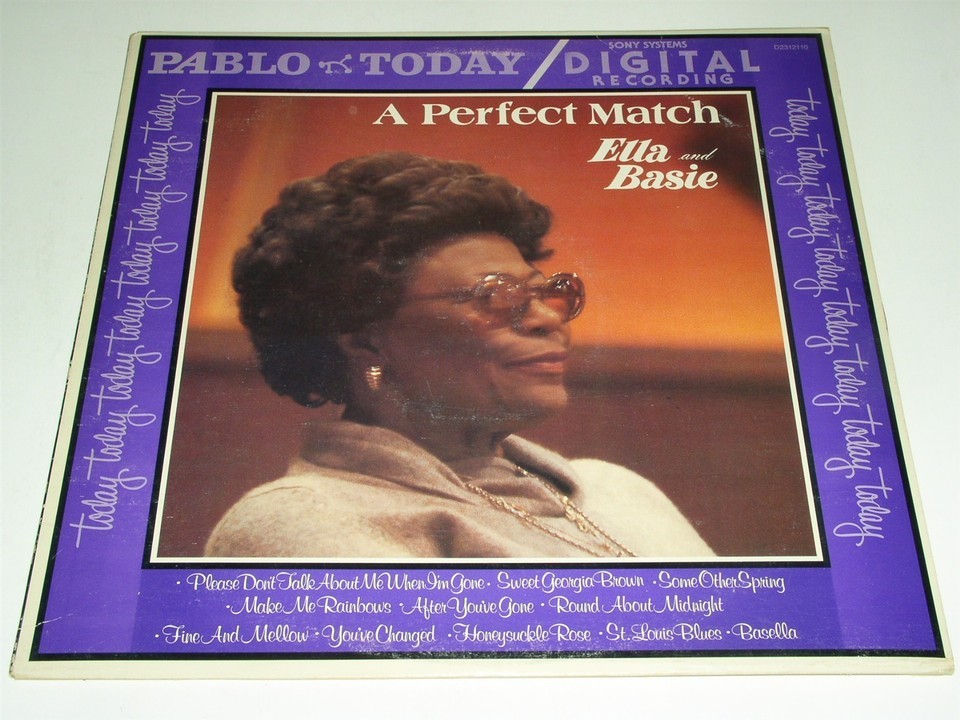 PABLO TODAY / DIGITAL
SONY SYSTEMS
RECORDING
D2312110
A Perfect Match
Ella and
Basie
today today today today today today today
today today today today today today today
• Please Don't Talk About Me When I'm Gone • Sweet Georgia Brown • Some Other Spring
• Make Me Rainbows • After You've Gone • Round About Midnight
• Fine And Mellow • You've Changed • Honeysuckle Rose • St. Louis Blues • Basella